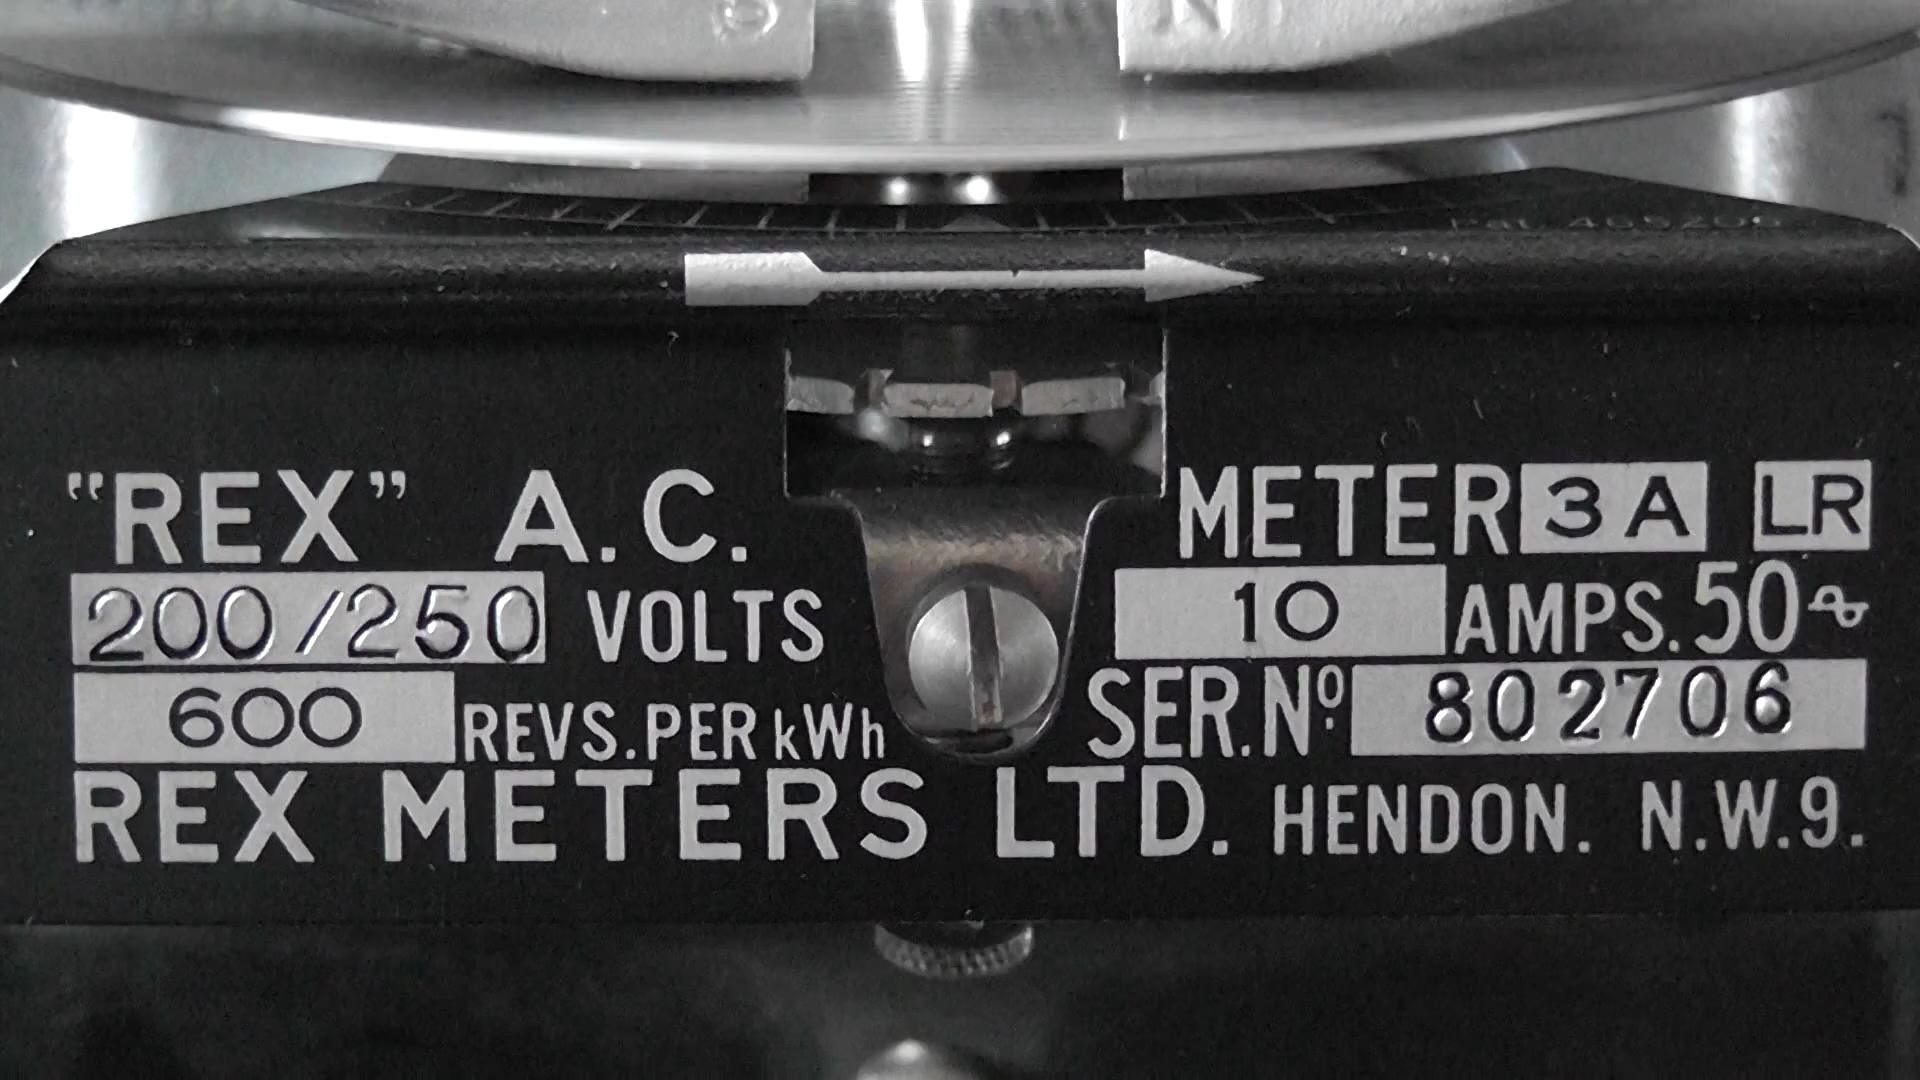 "REX" A.C. METER 3A LR
200/250 VOLTS 10 AMPS. 50~
600 REVS. PER kWh SER. Nº 802706
REX METERS LTD. HENDON. N.W.9.